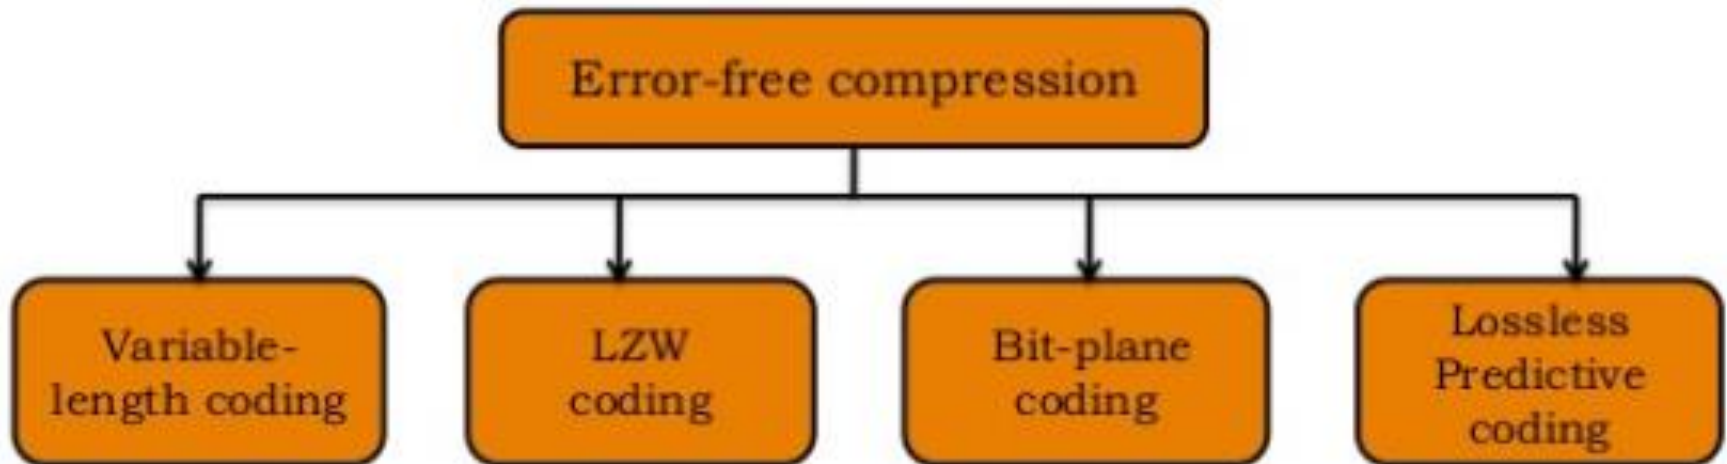 Error-free compression
Variable-
length coding
LZW
coding
Bit-plane
coding
Lossless
Predictive
coding